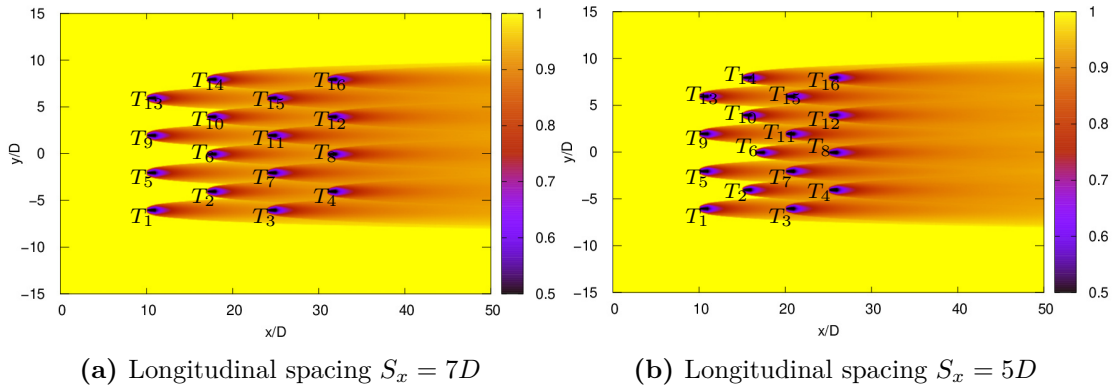 15
10
5
0
−5
−10
−15
y/D
0 10 20 30 40 50
x/D
1
0.9
0.8
0.7
0.6
0.5
T14 T16
T13 T15
T10 T12
T9 T11
T6 T8
T5 T7
T2 T4
T1 T3
(a) Longitudinal spacing Sx = 7D
15
10
5
0
−5
−10
−15
y/D
0 10 20 30 40 50
x/D
1
0.9
0.8
0.7
0.6
0.5
T14 T16
T13 T15
T10 T12
T9 T11
T6 T8
T5 T7
T2 T4
T1 T3
(b) Longitudinal spacing Sx = 5D